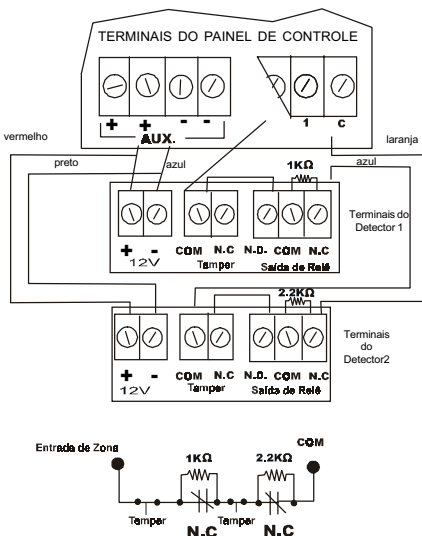 TERMINAIS DO PAINEL DE CONTROLE
+ + - -
AUX.
1 C
vermelho
laranja
preto
azul
azul
1KΩ
Terminais do
Detector 1
+ - COM N.C N.D. COM N.C
12V Tamper Saída de Relê
2.2KΩ
Terminais
do
Detector2
+ - COM N.C N.D. COM N.C
12V Tamper Saída de Relê
Entrada de Zona
COM
1KΩ 2.2KΩ
Tamper Tamper
N.C N.C